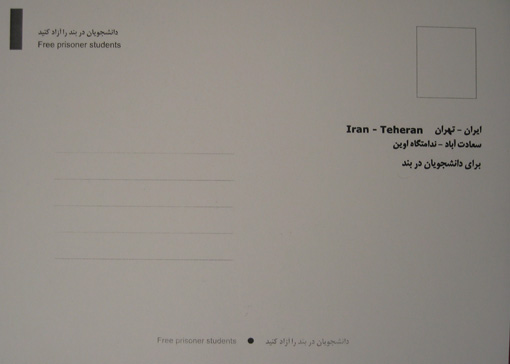 دانشجویان در بند را آزاد کنید
Free prisoner students
ایران - تهران Iran - Teheran
سعادت آباد - ندامتگاه اوین
برای دانشجویان در بند
Free prisoner students ● دانشجویان در بند را آزاد کنید